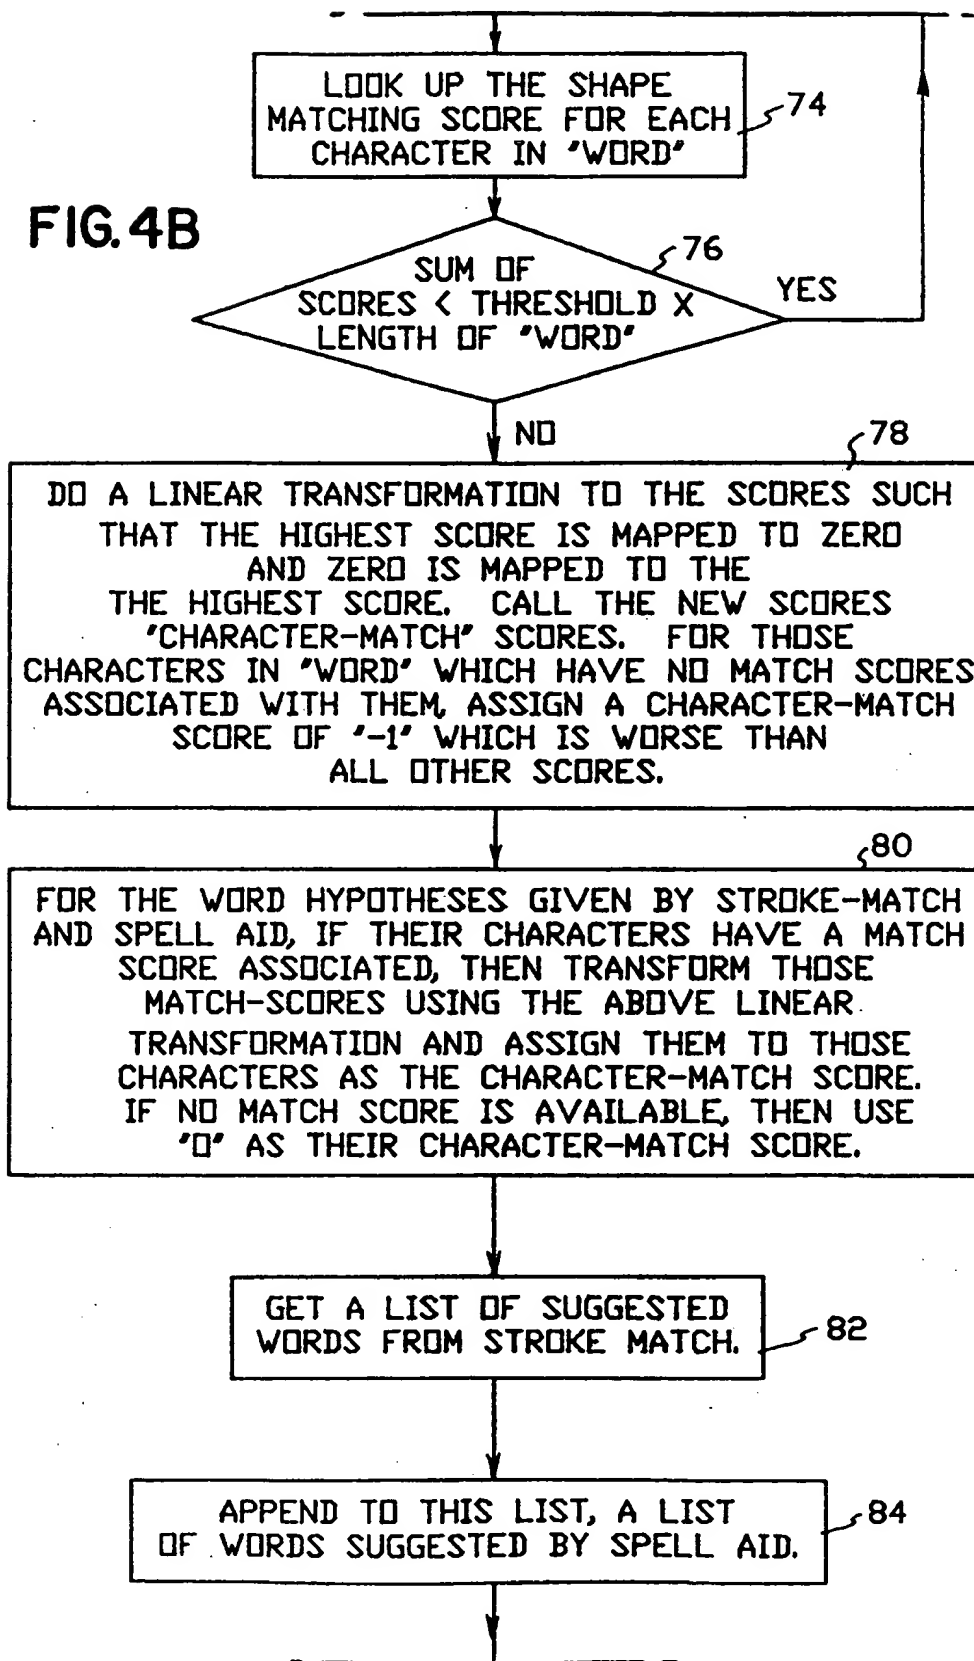 LOOK UP THE SHAPE
MATCHING SCORE FOR EACH
CHARACTER IN "WORD"
74
FIG. 4B
76
SUM OF
SCORES < THRESHOLD X
LENGTH OF "WORD"
YES
NO
78
DO A LINEAR TRANSFORMATION TO THE SCORES SUCH
THAT THE HIGHEST SCORE IS MAPPED TO ZERO
AND ZERO IS MAPPED TO THE
THE HIGHEST SCORE. CALL THE NEW SCORES
"CHARACTER-MATCH" SCORES. FOR THOSE
CHARACTERS IN "WORD" WHICH HAVE NO MATCH SCORES
ASSOCIATED WITH THEM, ASSIGN A CHARACTER-MATCH
SCORE OF "-1" WHICH IS WORSE THAN
ALL OTHER SCORES.
80
FOR THE WORD HYPOTHESES GIVEN BY STROKE-MATCH
AND SPELL AID, IF THEIR CHARACTERS HAVE A MATCH
SCORE ASSOCIATED, THEN TRANSFORM THOSE
MATCH-SCORES USING THE ABOVE LINEAR
TRANSFORMATION AND ASSIGN THEM TO THOSE
CHARACTERS AS THE CHARACTER-MATCH SCORE.
IF NO MATCH SCORE IS AVAILABLE, THEN USE
"0" AS THEIR CHARACTER-MATCH SCORE.
GET A LIST OF SUGGESTED
WORDS FROM STROKE MATCH.
82
APPEND TO THIS LIST, A LIST
OF WORDS SUGGESTED BY SPELL AID.
84